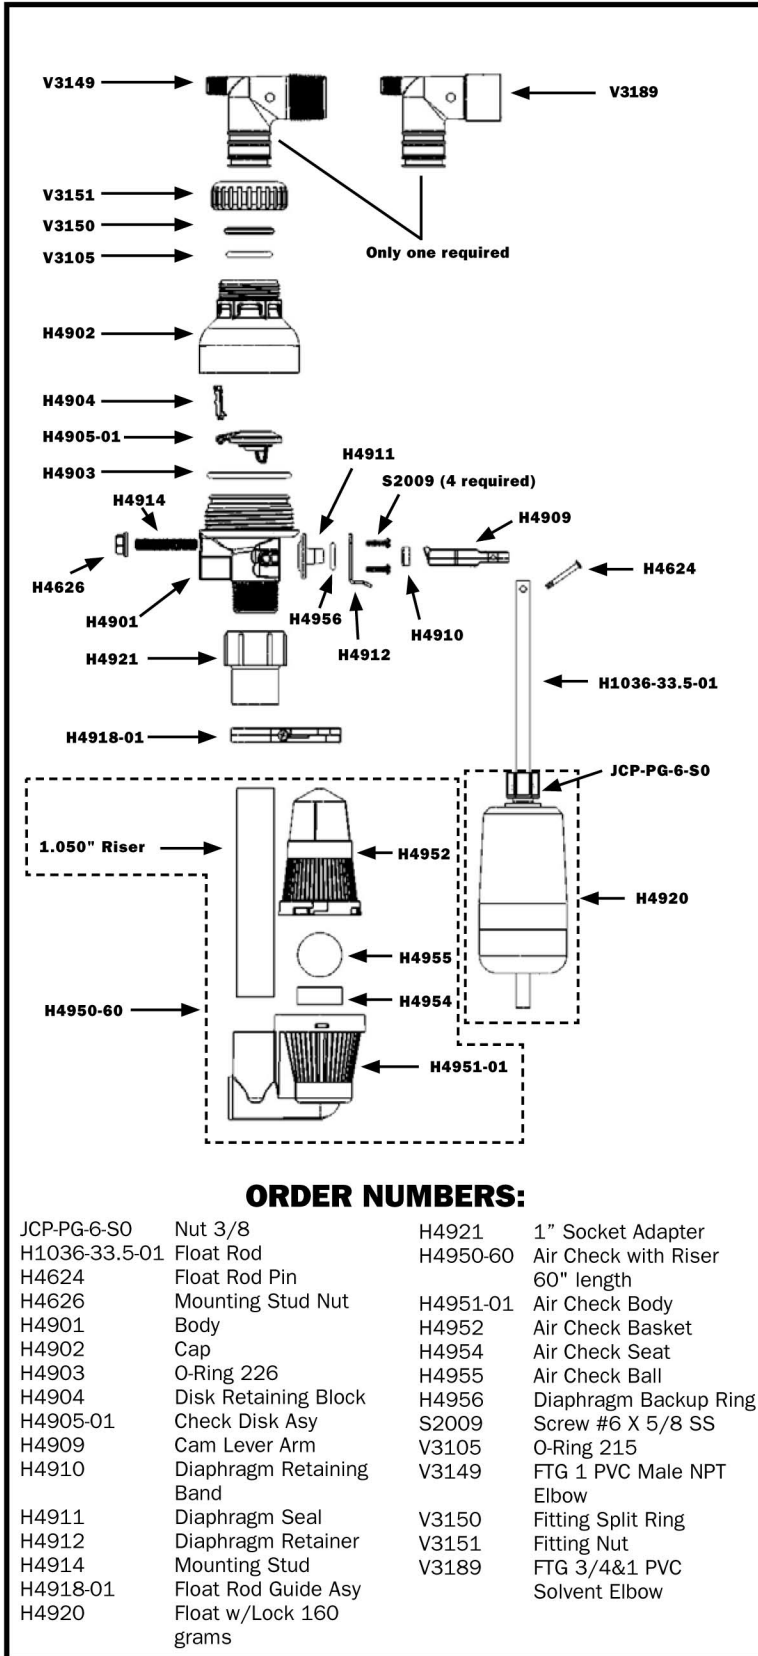 V3149
V3189
V3151
V3150
V3105
Only one required
H4902
H4904
H4905-01
H4911
H4903
S2009 (4 required)
H4914
H4909
H4626
H4624
H4901
H4956
H4910
H4912
H4921
H1036-33.5-01
H4918-01
JCP-PG-6-S0
1.050" Riser
H4952
H4920
H4955
H4954
H4950-60
H4951-01
ORDER NUMBERS:
JCP-PG-6-SO Nut 3/8
H1036-33.5-01 Float Rod
H4624 Float Rod Pin
H4626 Mounting Stud Nut
H4901 Body
H4902 Cap
H4903 O-Ring 226
H4904 Disk Retaining Block
H4905-01 Check Disk Asy
H4909 Cam Lever Arm
H4910 Diaphragm Retaining
Band
H4911 Diaphragm Seal
H4912 Diaphragm Retainer
H4914 Mounting Stud
H4918-01 Float Rod Guide Asy
H4920 Float w/Lock 160
grams
H4921 1” Socket Adapter
H4950-60 Air Check with Riser
60" length
H4951-01 Air Check Body
H4952 Air Check Basket
H4954 Air Check Seat
H4955 Air Check Ball
H4956 Diaphragm Backup Ring
S2009 Screw #6 X 5/8 SS
V3105 O-Ring 215
V3149 FTG 1 PVC Male NPT
Elbow
V3150 Fitting Split Ring
V3151 Fitting Nut
V3189 FTG 3/4&1 PVC
Solvent Elbow